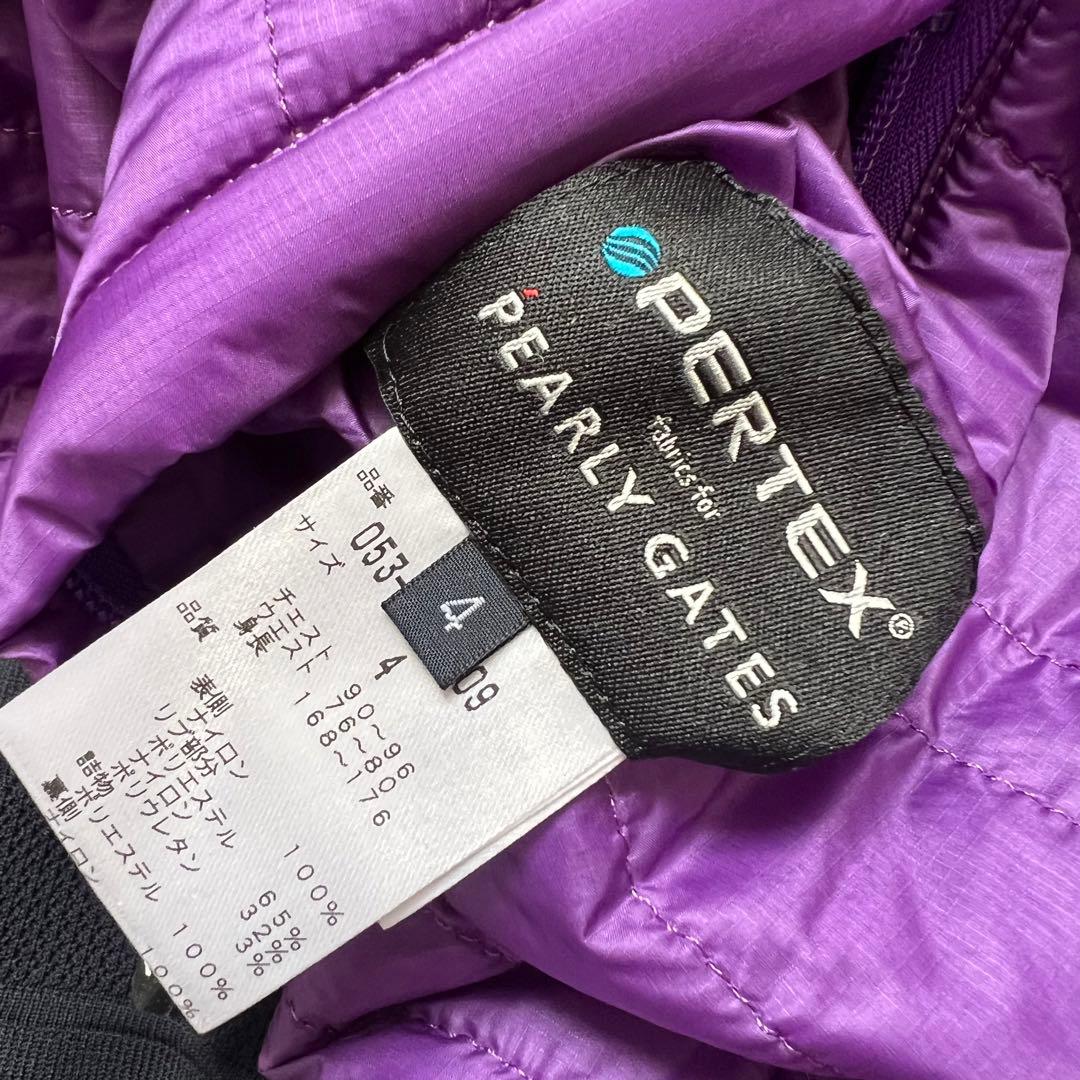 PERTEX®
fabrics for
PEARLY GATES
4
品番 053- 09
サイズ 4
チェスト 90～96
ウエスト 76～80
身長 168～176
品質
表側 ナイロン 100%
リブ部分
ポリエステル 65%
ナイロン 32%
ポリウレタン 3%
詰物 ポリエステル 100%
裏側 ナイロン 100%